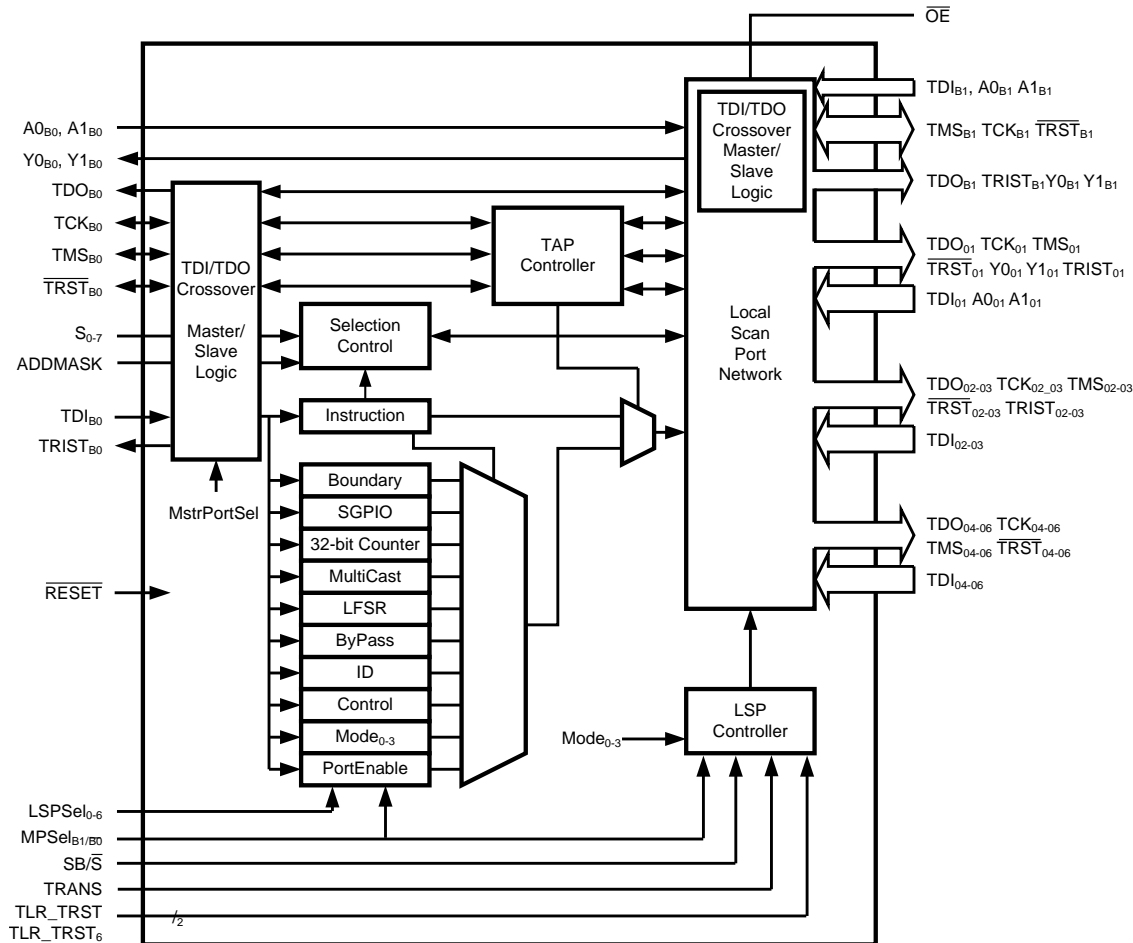 OE
A0B0, A1B0
Y0B0, Y1B0
TDOB0
TCKB0
TMSB0
TRSTB0
S0-7
ADDMASK
TDIB0
TRISTB0
TDI/TDO
Crossover
Master/
Slave
Logic
MstrPortSel
RESET
TAP
Controller
Selection
Control
Instruction
Boundary
SGPIO
32-bit Counter
MultiCast
LFSR
ByPass
ID
Control
Mode0-3
PortEnable
TDI/TDO
Crossover
Master/
Slave
Logic
Local
Scan
Port
Network
LSP
Controller
Mode0-3
TDIB1, A0B1 A1B1
TMSB1 TCKB1 TRSTB1
TDOB1 TRISTB1Y0B1 Y1B1
TDO01 TCK01 TMS01
TRST01 Y001 Y101 TRIST01
TDI01 A001 A101
TDO02-03 TCK02_03 TMS02-03
TRST02-03 TRIST02-03
TDI02-03
TDO04-06 TCK04-06
TMS04-06 TRST04-06
TDI04-06
LSPSel0-6
MPSelB1/B0
SB/S
TRANS
TLR_TRST
TLR_TRST6
/2